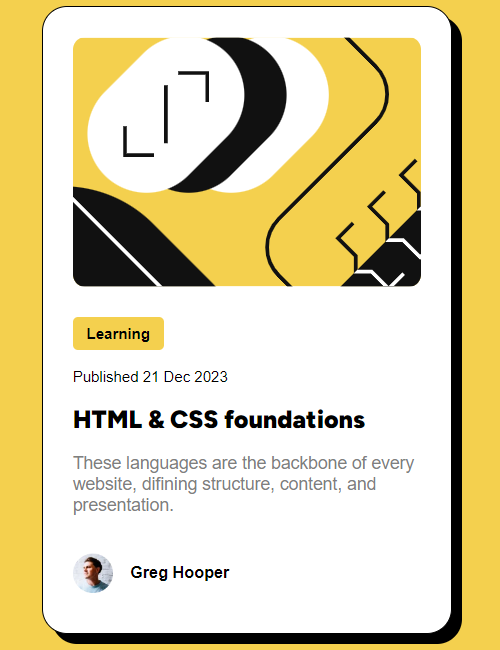 Learning
Published 21 Dec 2023
HTML & CSS foundations
These languages are the backbone of every
website, difining structure, content, and
presentation.
Greg Hooper